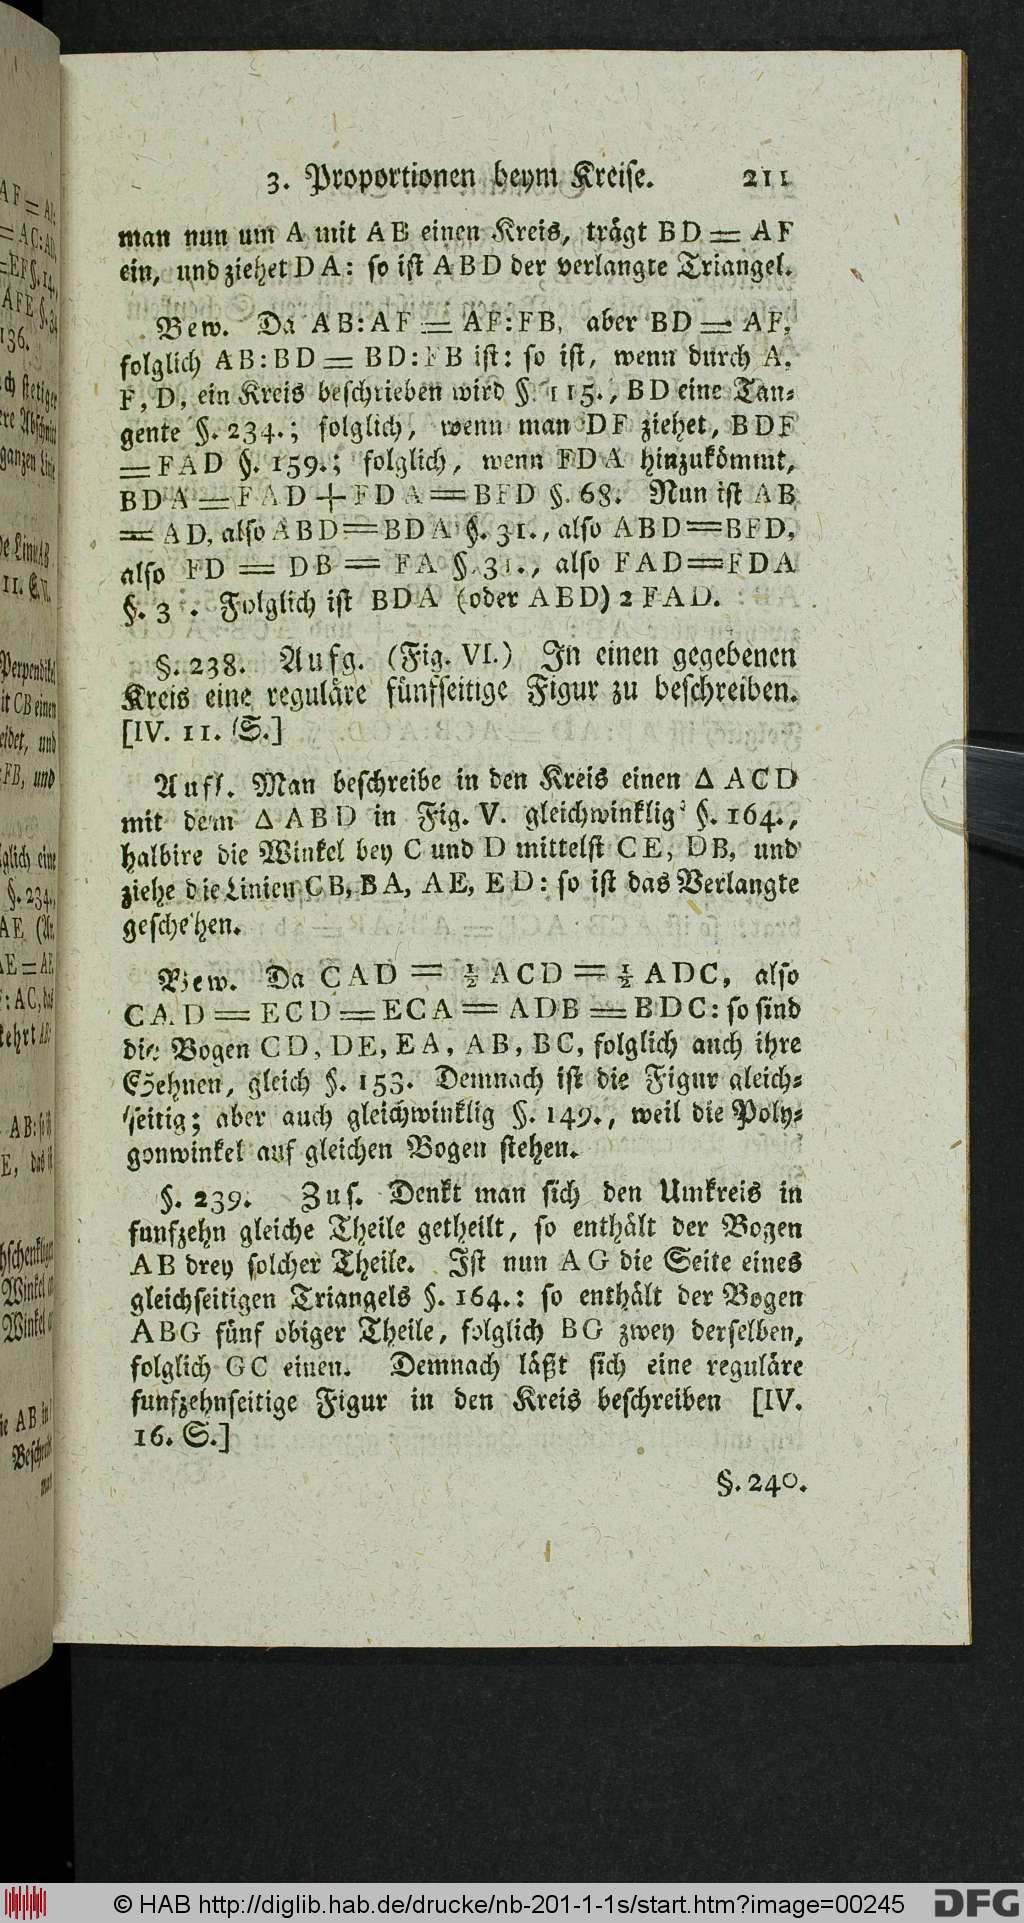 3. Proportionen beym Kreise. 211
man nun um A mit AB einen Kreis, trägt BD = AF
ein, und ziehet DA: so ist ABD der verlangte Triangel.
Bew. Da AB:AF = AF:FB, aber BD = AF,
folglich AB:BD = BD:FB ist: so ist, wenn durch A,
F, D, ein Kreis beschrieben wird §. 115., BD eine Tan-
gente §. 234.; folglich, wenn man DF ziehet, BDF
= FAD §. 159.; folglich, wenn FDA hinzukömmt,
BDA = FAD + FDA = BFD §. 68. Nun ist AB
= AD, also ABD = BDA §. 31., also ABD = BFD,
also FD = DB = FA §. 31., also FAD = FDA
§. 3 . Folglich ist BDA (oder ABD) 2 FAD.
§. 238. Aufg. (Fig. VI.) In einen gegebenen
Kreis eine reguläre fünfseitige Figur zu beschreiben.
[IV. 11. S.]
Aufl. Man beschreibe in den Kreis einen Δ ACD
mit dem Δ ABD in Fig. V. gleichwinklig §. 164.,
halbire die Winkel bey C und D mittelst CE, DB, und
ziehe die Linien CB, BA, AE, ED: so ist das Verlangte
geschehen.
Bew. Da CAD = ½ ACD = ½ ADC, also
CAD = ECD = ECA = ADB = BDC: so sind
die Bogen CD, DE, EA, AB, BC, folglich auch ihre
Sehnen, gleich §. 153. Demnach ist die Figur gleich-
seitig; aber auch gleichwinklig §. 149., weil die Poly-
gonwinkel auf gleichen Bogen stehen.
§. 239. Zus. Denkt man sich den Umkreis in
funfzehn gleiche Theile getheilt, so enthält der Bogen
AB drey solcher Theile. Ist nun AG die Seite eines
gleichseitigen Triangels §. 164.: so enthält der Bogen
ABG fünf obiger Theile, folglich BG zwey derselben,
folglich GC einen. Demnach läßt sich eine reguläre
funfzehnseitige Figur in den Kreis beschreiben [IV.
16. S.]
§. 240.
© HAB http://diglib.hab.de/drucke/nb-201-1-1s/start.htm?image=00245
DFG